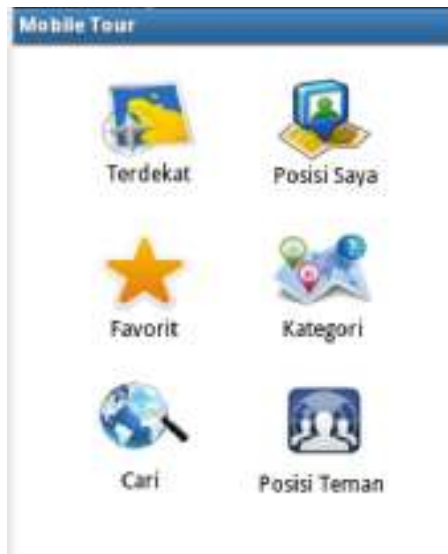 Mobile Tour
Terdekat
Posisi Saya
Favorit
Kategori
Cari
Posisi Teman